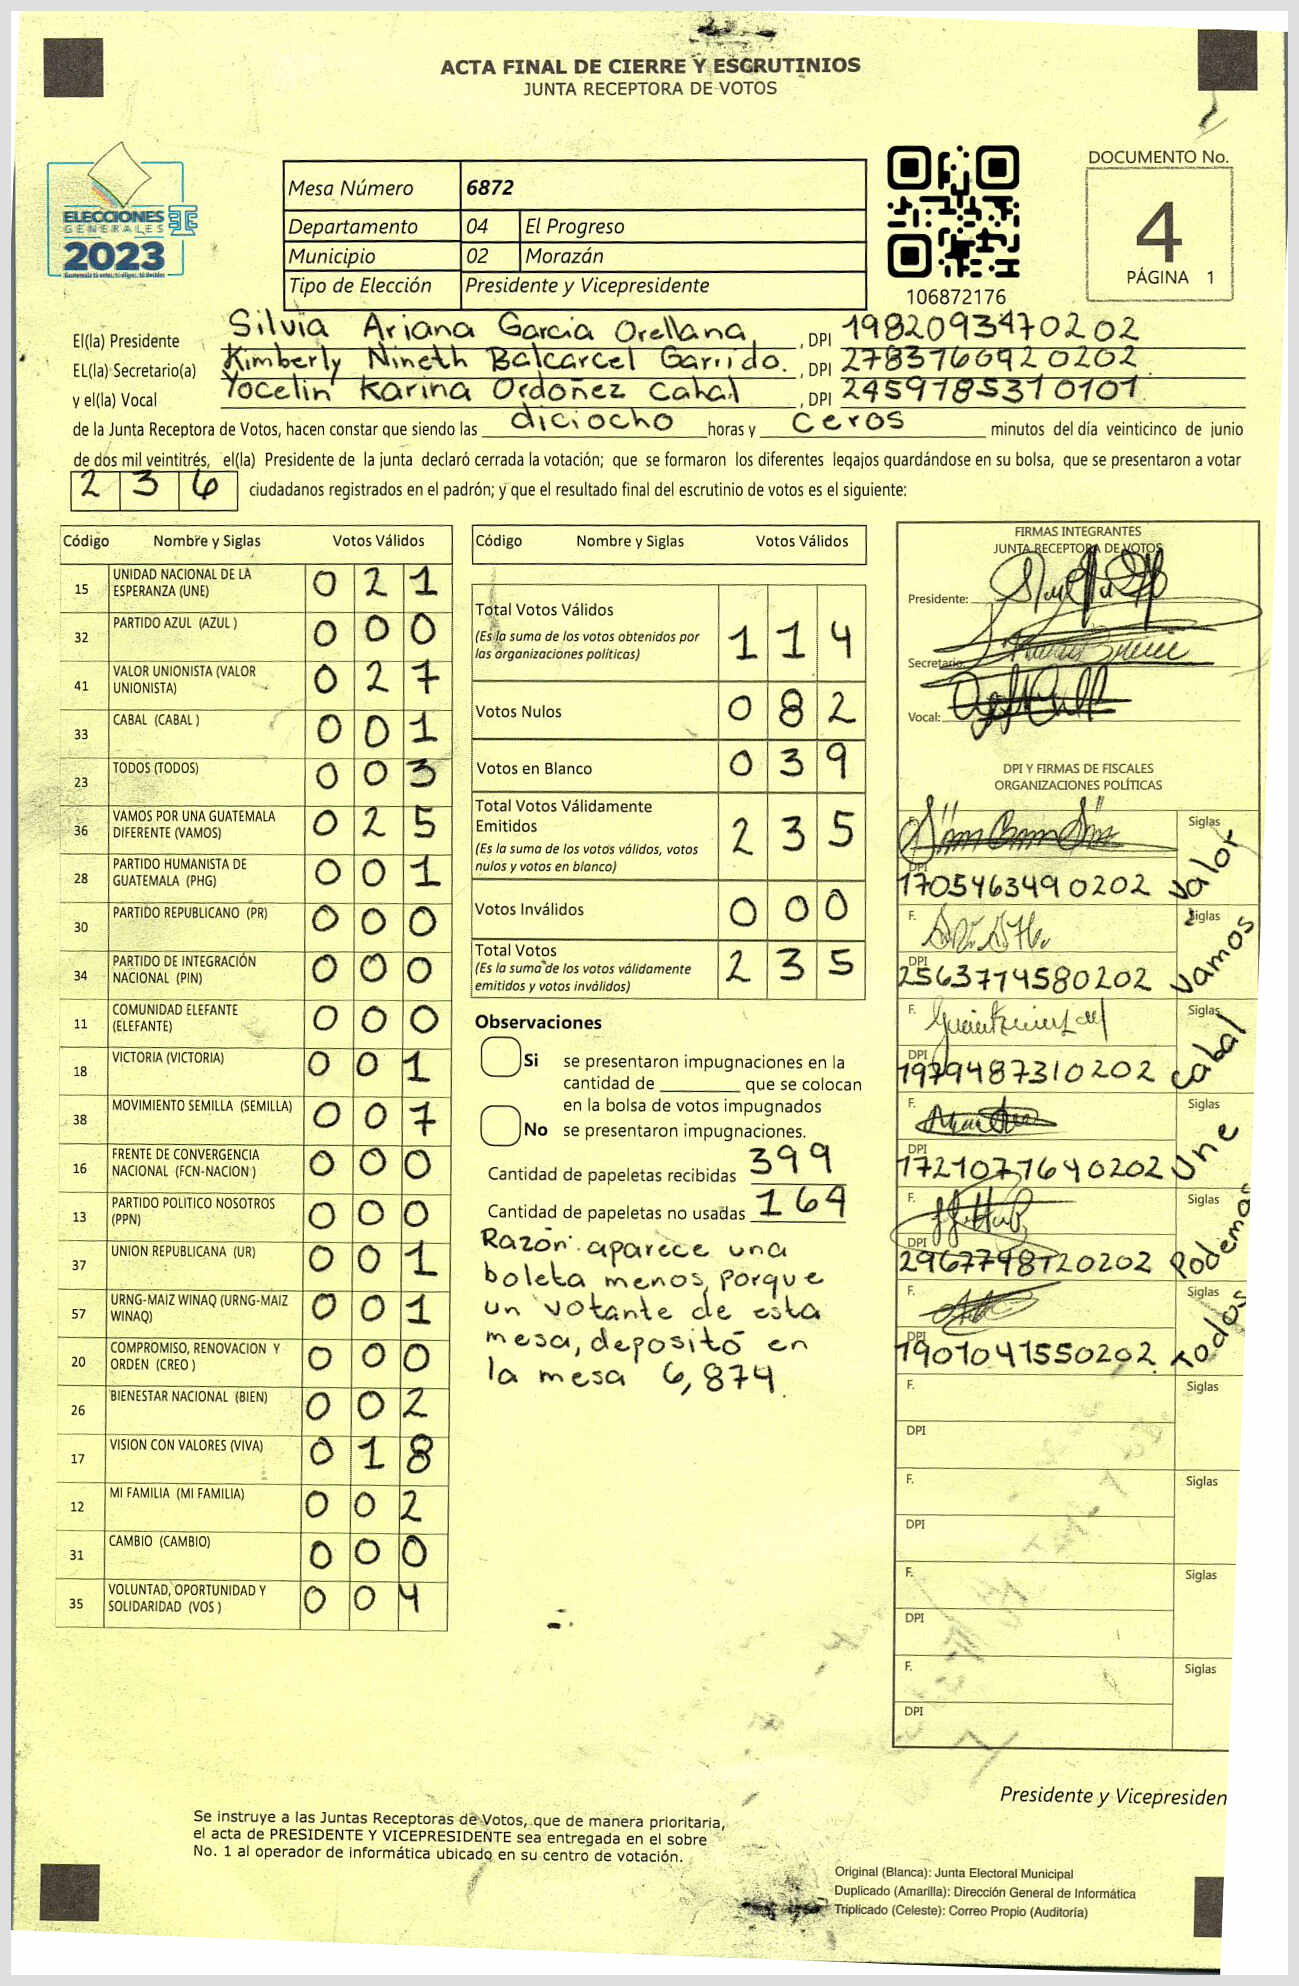 ACTA FINAL DE CIERRE Y ESCRUTINIOS
JUNTA RECEPTORA DE VOTOS
ELECCIONES
GENERALES
2023
Mesa Número 6872
Departamento 04 El Progreso
Municipio 02 Morazán
Tipo de Elección Presidente y Vicepresidente
106872176
DOCUMENTO No.
4
PÁGINA 1
El(la) Presidente Silvia Ariana Garcia Orellana, DPI 1982093470202
EL(la) Secretario(a) Kimberly Nineth Balcarcel Garrido., DPI 2783760920202
y el(la) Vocal Yocelin Karina Ordoñez Cabal, DPI 2459785310101
de la Junta Receptora de Votos, hacen constar que siendo las diciocho horas y ceros minutos del día veinticinco de junio
de dos mil veintitrés, el(la) Presidente de la junta declaró cerrada la votación; que se formaron los diferentes legajos guardándose en su bolsa, que se presentaron a votar
2 3 6 ciudadanos registrados en el padrón; y que el resultado final del escrutinio de votos es el siguiente:
Código Nombre y Siglas Votos Válidos
15 UNIDAD NACIONAL DE LA ESPERANZA (UNE) 0 2 1
32 PARTIDO AZUL (AZUL ) 0 0 0
41 VALOR UNIONISTA (VALOR UNIONISTA) 0 2 7
33 CABAL (CABAL ) 0 0 1
23 TODOS (TODOS) 0 0 3
36 VAMOS POR UNA GUATEMALA DIFERENTE (VAMOS) 0 2 5
28 PARTIDO HUMANISTA DE GUATEMALA (PHG) 0 0 1
30 PARTIDO REPUBLICANO (PR) 0 0 0
34 PARTIDO DE INTEGRACIÓN NACIONAL (PIN) 0 0 0
11 COMUNIDAD ELEFANTE (ELEFANTE) 0 0 0
18 VICTORIA (VICTORIA) 0 0 1
38 MOVIMIENTO SEMILLA (SEMILLA) 0 0 7
16 FRENTE DE CONVERGENCIA NACIONAL (FCN-NACION ) 0 0 0
13 PARTIDO POLITICO NOSOTROS (PPN) 0 0 0
37 UNION REPUBLICANA (UR) 0 0 1
57 URNG-MAIZ WINAQ (URNG-MAIZ WINAQ) 0 0 1
20 COMPROMISO, RENOVACION Y ORDEN (CREO ) 0 0 0
26 BIENESTAR NACIONAL (BIEN) 0 0 2
17 VISION CON VALORES (VIVA) 0 1 8
12 MI FAMILIA (MI FAMILIA) 0 0 2
31 CAMBIO (CAMBIO) 0 0 0
35 VOLUNTAD, OPORTUNIDAD Y SOLIDARIDAD (VOS ) 0 0 4
Código Nombre y Siglas Votos Válidos
Total Votos Válidos 1 1 4
(Es la suma de los votos obtenidos por
las organizaciones políticas)
Votos Nulos 0 8 2
Votos en Blanco 0 3 9
Total Votos Válidamente
Emitidos 2 3 5
(Es la suma de los votos válidos, votos
nulos y votos en blanco)
Votos Inválidos 0 0 0
Total Votos 2 3 5
(Es la suma de los votos válidamente
emitidos y votos inválidos)
Observaciones
Si se presentaron impugnaciones en la
cantidad de ________ que se colocan
en la bolsa de votos impugnados
No se presentaron impugnaciones.
Cantidad de papeletas recibidas 399
Cantidad de papeletas no usadas 164
Razón: aparece una
boleta menos, porque
un votante de esta
mesa, depositó en
la mesa 6,874.
FIRMAS INTEGRANTES
JUNTA RECEPTORA DE VOTOS
Presidente:
Secretario:
Vocal:
DPI Y FIRMAS DE FISCALES
ORGANIZACIONES POLÍTICAS
F. Siglas Valor
DPI 1705463490202
F. Siglas Vamos
DPI 2563774580202
F. Siglas Cabal
DPI 1979487310202
F. Siglas Une
DPI 1721071640202
F. Siglas Podemos
DPI 2967798120202
F. Siglas Todos
DPI 1901041550202
F. Siglas
DPI
F. Siglas
DPI
F. Siglas
DPI
F. Siglas
DPI
Presidente y Vicepresiden
Se instruye a las Juntas Receptoras de Votos, que de manera prioritaria,
el acta de PRESIDENTE Y VICEPRESIDENTE sea entregada en el sobre
No. 1 al operador de informática ubicado en su centro de votación.
Original (Blanca): Junta Electoral Municipal
Duplicado (Amarilla): Dirección General de Informática
Triplicado (Celeste): Correo Propio (Auditoría)